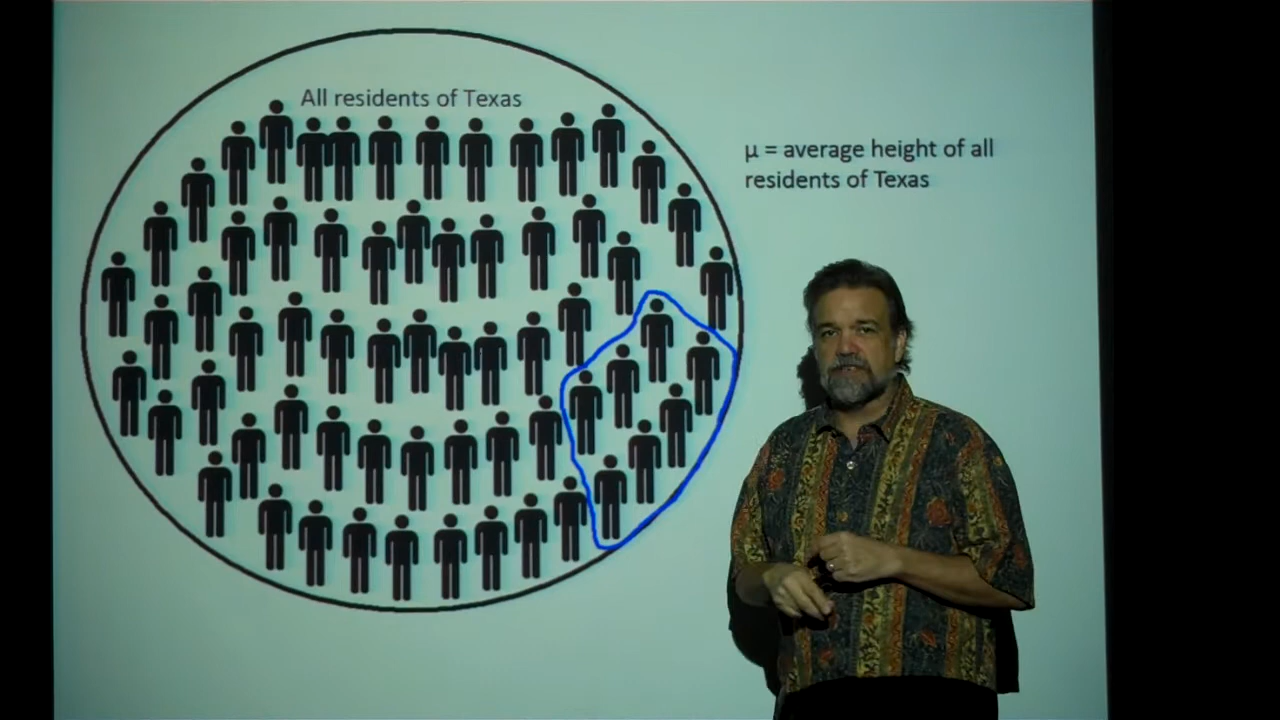 All residents of Texas
μ = average height of all
residents of Texas